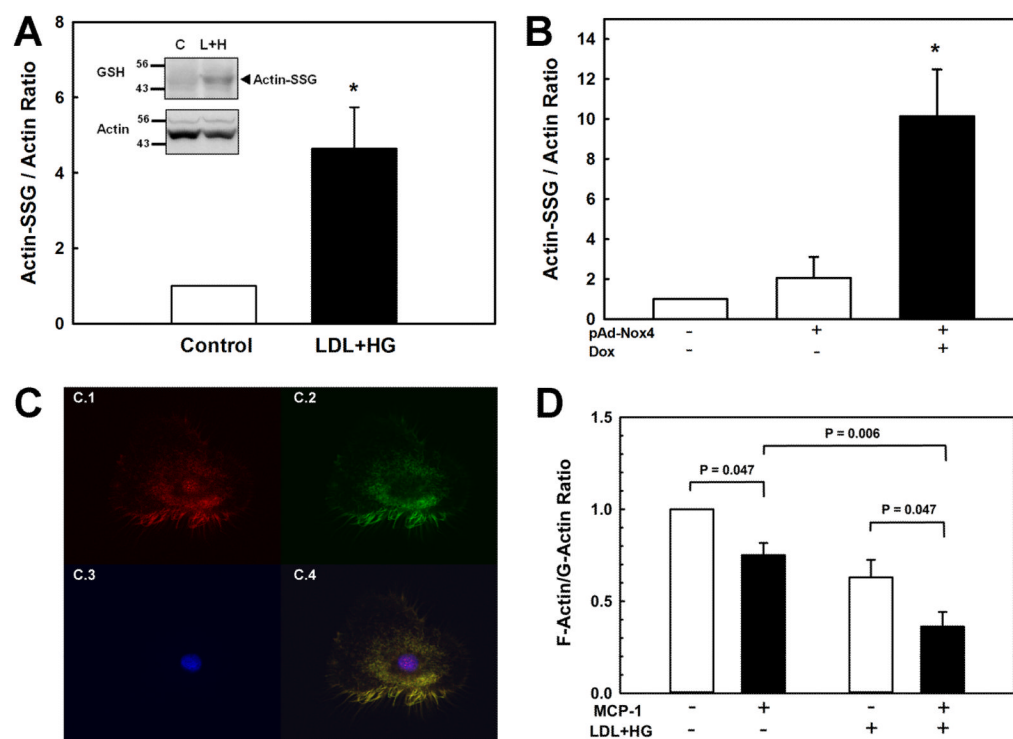 A
Actin-SSG / Actin Ratio
8
6
4
2
0
C L+H
GSH
56
43
Actin-SSG
Actin
56
43
*
Control LDL+HG
B
Actin-SSG / Actin Ratio
14
12
10
8
6
4
2
0
*
pAd-Nox4 - + +
Dox - - +
C
C.1
C.2
C.3
C.4
D
F-Actin/G-Actin Ratio
1.5
1.0
0.5
0.0
P = 0.006
P = 0.047
P = 0.047
MCP-1 - + - +
LDL+HG - - + +